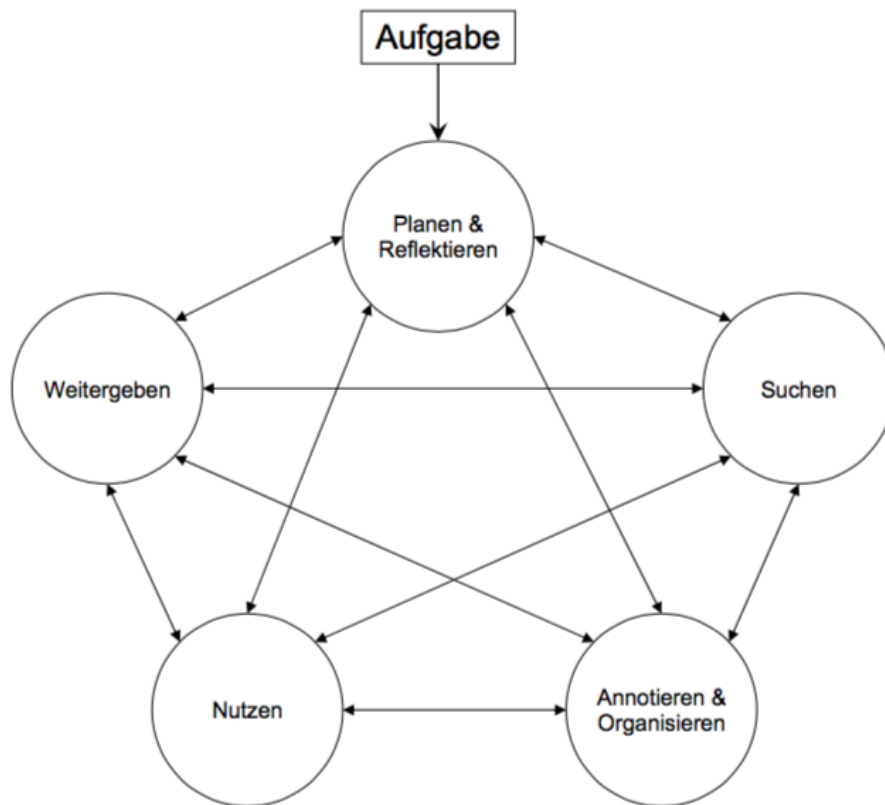 Aufgabe
Planen &
Reflektieren
Weitergeben
Suchen
Nutzen
Annotieren &
Organisieren